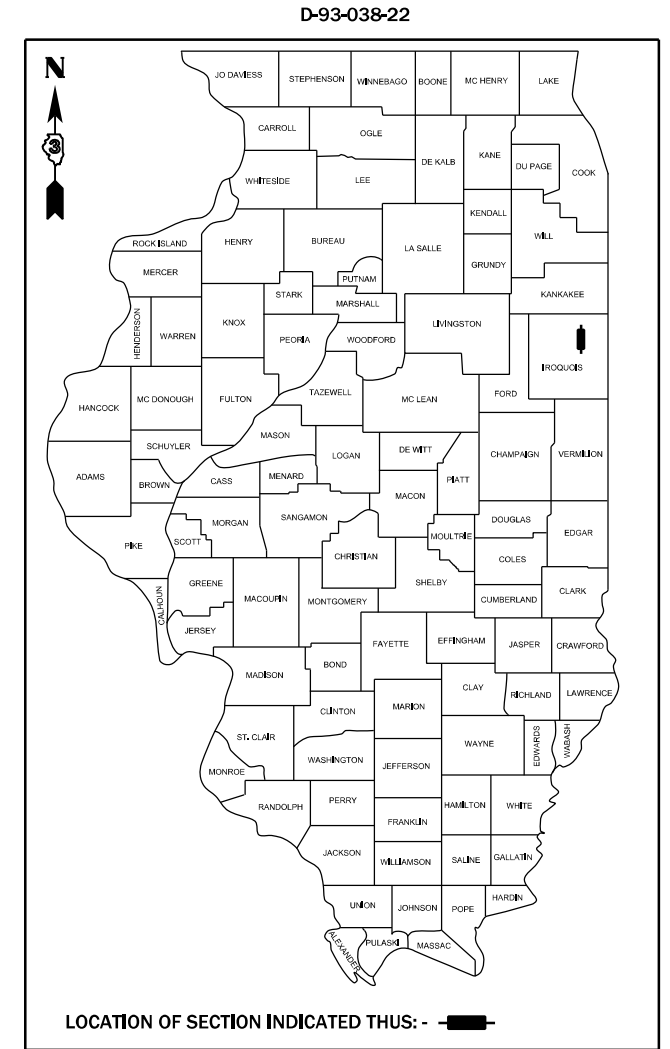 D-93-038-22
N
3
JO DAVIESS STEPHENSON WINNEBAGO BOONE MC HENRY LAKE
CARROLL OGLE
DE KALB KANE DU PAGE COOK
WHITESIDE LEE
KENDALL
ROCK ISLAND HENRY BUREAU LA SALLE WILL
MERCER PUTNAM GRUNDY
STARK MARSHALL KANKAKEE
HENDERSON WARREN KNOX PEORIA WOODFORD LIVINGSTON
IROQUOIS
HANCOCK MC DONOUGH FULTON TAZEWELL MC LEAN FORD
SCHUYLER MASON
LOGAN DE WITT CHAMPAIGN VERMILION
ADAMS BROWN CASS MENARD PIATT
MACON
MORGAN SANGAMON DOUGLAS
PIKE SCOTT CHRISTIAN MOULTRIE EDGAR
COLES
GREENE SHELBY
CALHOUN MACOUPIN MONTGOMERY CUMBERLAND CLARK
JERSEY
FAYETTE EFFINGHAM JASPER CRAWFORD
MADISON BOND
CLAY RICHLAND LAWRENCE
CLINTON MARION
ST. CLAIR WAYNE EDWARDS WABASH
WASHINGTON JEFFERSON
MONROE
RANDOLPH PERRY HAMILTON WHITE
FRANKLIN
JACKSON WILLIAMSON SALINE GALLATIN
HARDIN
UNION JOHNSON POPE
ALEXANDER PULASKI MASSAC
LOCATION OF SECTION INDICATED THUS: -